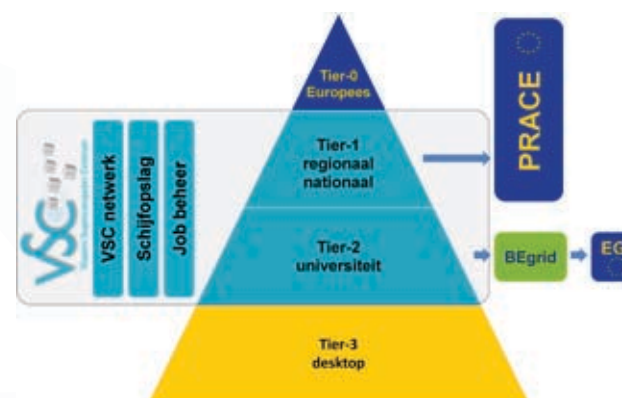 Tier-0
Europees
PRACE
Tier-1
regionaal
nationaal
VSC
VSC netwerk
Schijfopslag
Job beheer
Tier-2
universiteit
BEgrid
EG
Tier-3
desktop